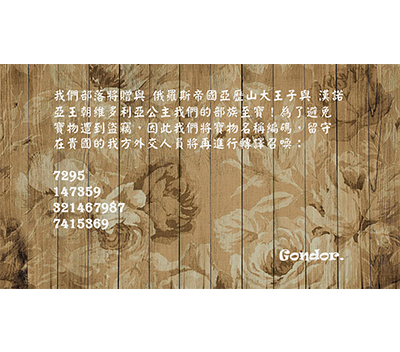 我們部落將贈與 俄羅斯帝國亞歷山大王子與 漢諾
亞王朝維多利亞公主我們的部族至寶！為了避免
寶物遭到盜竊，因此我們將寶物名稱編碼，留守
在貴國的我方外交人員將再進行轉譯召喚：
7295
147359
321467987
7415369
Gondor.